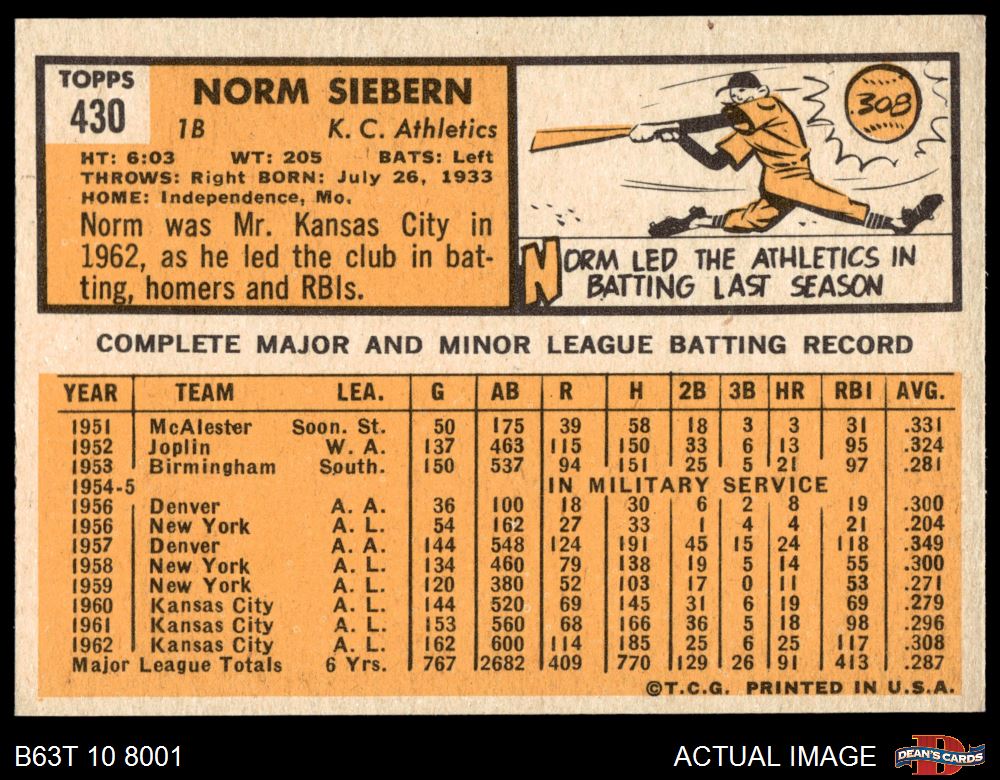 TOPPS
430
NORM SIEBERN
1B K. C. Athletics
HT: 6:03 WT: 205 BATS: Left
THROWS: Right BORN: July 26, 1933
HOME: Independence, Mo.
Norm was Mr. Kansas City in
1962, as he led the club in bat-
ting, homers and RBIs.
308
NORM LED THE ATHLETICS IN
BATTING LAST SEASON
COMPLETE MAJOR AND MINOR LEAGUE BATTING RECORD
YEAR TEAM LEA. G AB R H 2B 3B HR RBI AVG.
1951 McAlester Soon. St. 50 175 39 58 18 3 3 31 .331
1952 Joplin W. A. 137 463 115 150 33 6 13 95 .324
1953 Birmingham South. 150 537 94 151 25 5 21 97 .281
1954-5 IN MILITARY SERVICE
1956 Denver A. A. 36 100 18 30 6 2 8 19 .300
1956 New York A. L. 54 162 27 33 1 4 4 21 .204
1957 Denver A. A. 144 548 124 191 45 15 24 118 .349
1958 New York A. L. 134 460 79 138 19 5 14 55 .300
1959 New York A. L. 120 380 52 103 17 0 11 53 .271
1960 Kansas City A. L. 144 520 69 145 31 6 19 69 .279
1961 Kansas City A. L. 153 560 68 166 36 5 18 98 .296
1962 Kansas City A. L. 162 600 114 185 25 6 25 117 .308
Major League Totals 6 Yrs. 767 2682 409 770 129 26 91 413 .287
©T.C.G. PRINTED IN U.S.A.
B63T 10 8001 ACTUAL IMAGE DEAN'S CARDS